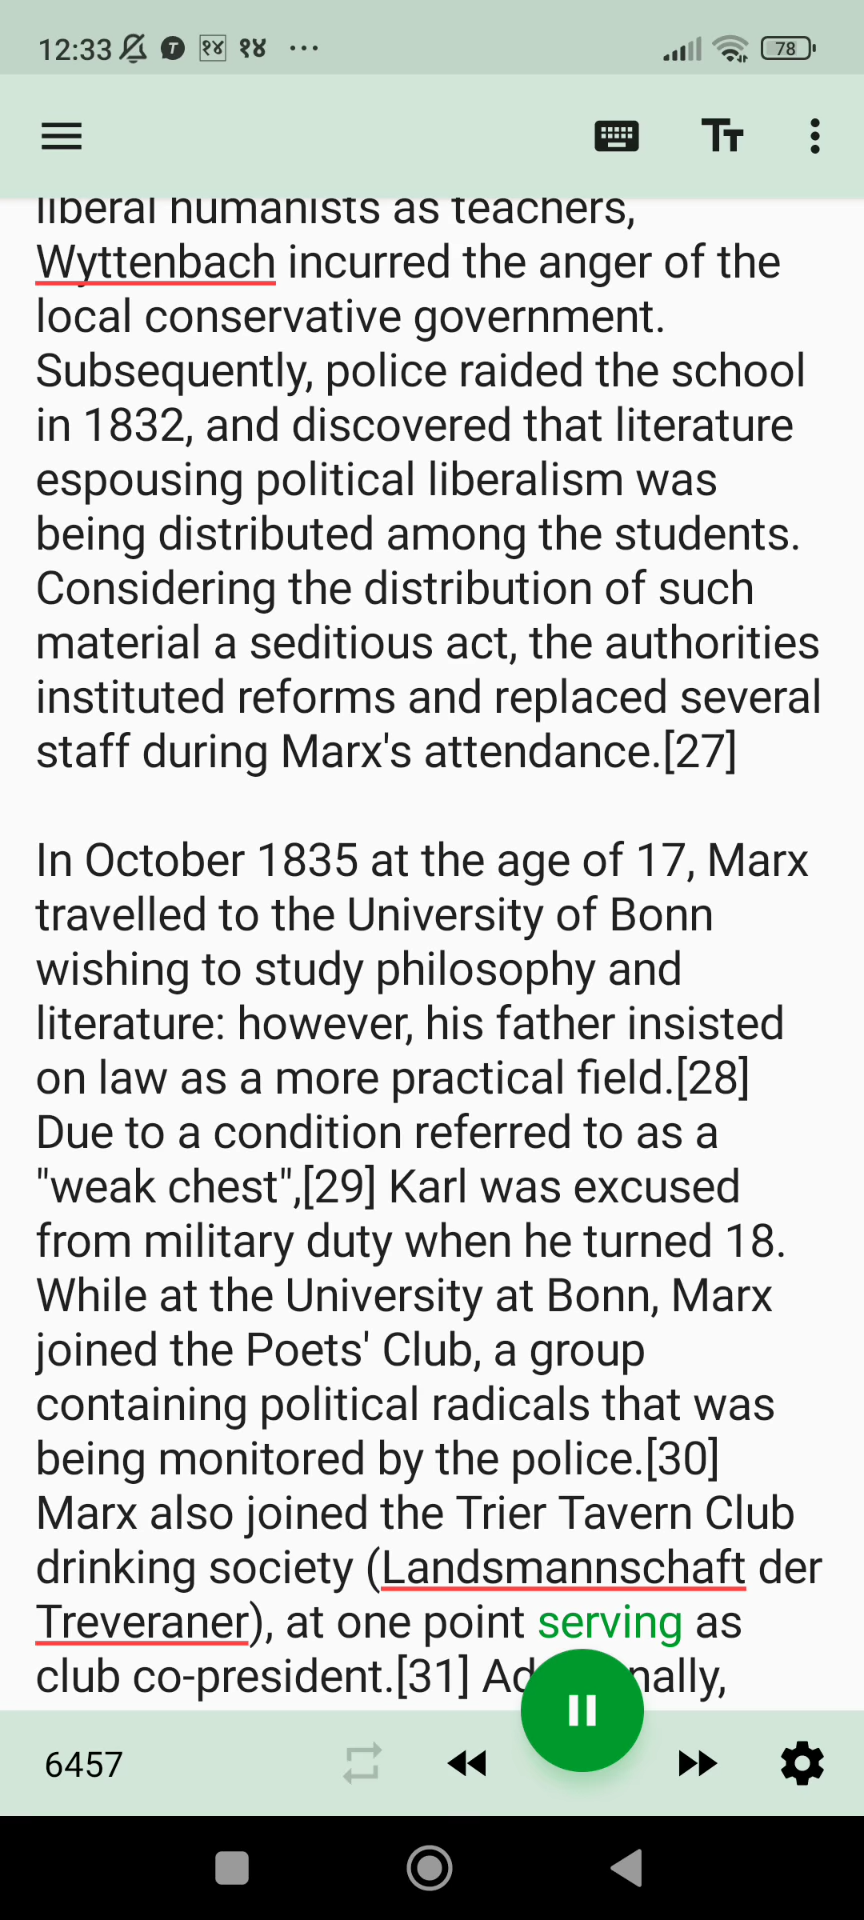 12:33 T १४ १४ ... 78
liberal humanists as teachers,
Wyttenbach incurred the anger of the
local conservative government.
Subsequently, police raided the school
in 1832, and discovered that literature
espousing political liberalism was
being distributed among the students.
Considering the distribution of such
material a seditious act, the authorities
instituted reforms and replaced several
staff during Marx's attendance.[27]
In October 1835 at the age of 17, Marx
travelled to the University of Bonn
wishing to study philosophy and
literature: however, his father insisted
on law as a more practical field.[28]
Due to a condition referred to as a
"weak chest",[29] Karl was excused
from military duty when he turned 18.
While at the University at Bonn, Marx
joined the Poets' Club, a group
containing political radicals that was
being monitored by the police.[30]
Marx also joined the Trier Tavern Club
drinking society (Landsmannschaft der
Treveraner), at one point serving as
club co-president.[31]
6457